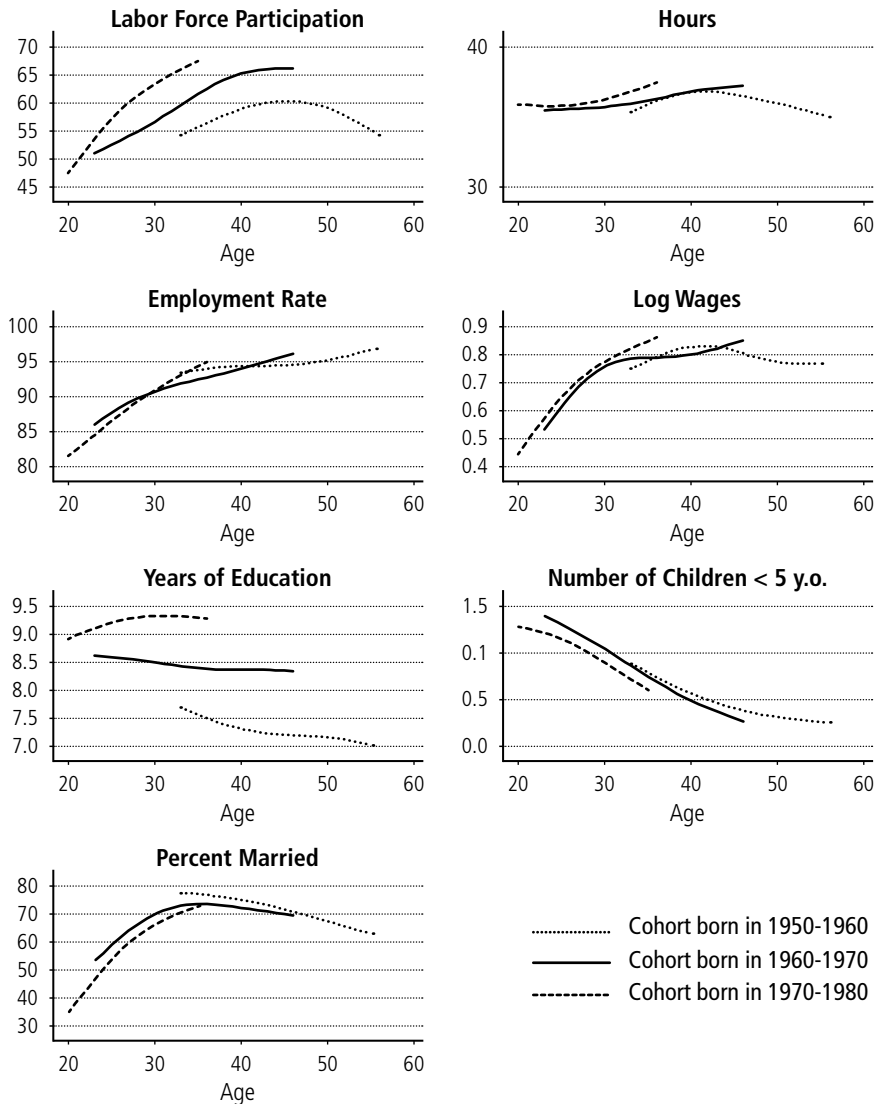 Labor Force Participation
70
65
60
55
50
45
20 30 40 50 60
Age
Hours
40
30
20 30 40 50 60
Age
Employment Rate
100
95
90
85
80
20 30 40 50 60
Age
Log Wages
0.9
0.8
0.7
0.6
0.5
0.4
20 30 40 50 60
Age
Years of Education
9.5
9.0
8.5
8.0
7.5
7.0
20 30 40 50 60
Age
Number of Children < 5 y.o.
1.5
0.1
0.5
0.0
20 30 40 50 60
Age
Percent Married
80
70
60
50
40
30
20 30 40 50 60
Age
Cohort born in 1950-1960
Cohort born in 1960-1970
Cohort born in 1970-1980